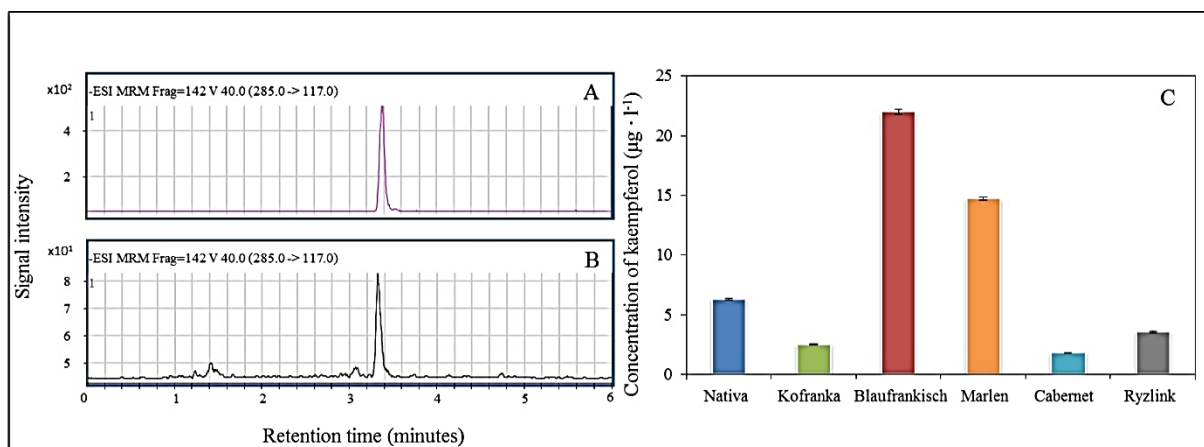 x10²
-ESI MRM Frag=142 V 40.0 (285.0 -> 117.0)
A
1
4
2
x10¹
-ESI MRM Frag=142 V 40.0 (285.0 -> 117.0)
B
1
8
7
6
5
0 1 2 3 4 5 6
Signal intensity
Retention time (minutes)
C
Concentration of kaempferol (µg · l⁻¹)
25
20
15
10
5
0
Nativa Kofranka Blaufrankisch Marlen Cabernet Ryzlink